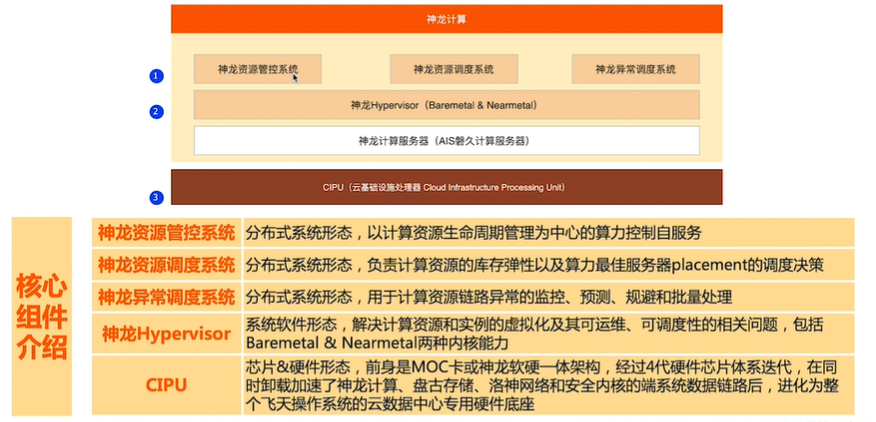 神龙计算
1
神龙资源管控系统
神龙资源调度系统
神龙异常调度系统
2
神龙Hypervisor（Baremetal & Nearmetal）
神龙计算服务器（AIS磐久计算服务器）
3
CIPU（云基础设施处理器 Cloud Infrastructure Processing Unit）
核心
组件
介绍
神龙资源管控系统
分布式系统形态，以计算资源生命周期管理为中心的算力控制自服务
神龙资源调度系统
分布式系统形态，负责计算资源的库存弹性以及算力最佳服务器placement的调度决策
神龙异常调度系统
分布式系统形态，用于计算资源链路异常的监控、预测、规避和批量处理
神龙Hypervisor
系统软件形态，解决计算资源和实例的虚拟化及其可运维、可调度性的相关问题，包括
Baremetal & Nearmetal两种内核能力
CIPU
芯片&硬件形态，前身是MOC卡或神龙软硬一体架构，经过4代硬件芯片体系迭代，在同
时卸载加速了神龙计算、盘古存储、洛神网络和安全内核的端系统数据链路后，进化为整
个飞天操作系统的云数据中心专用硬件底座